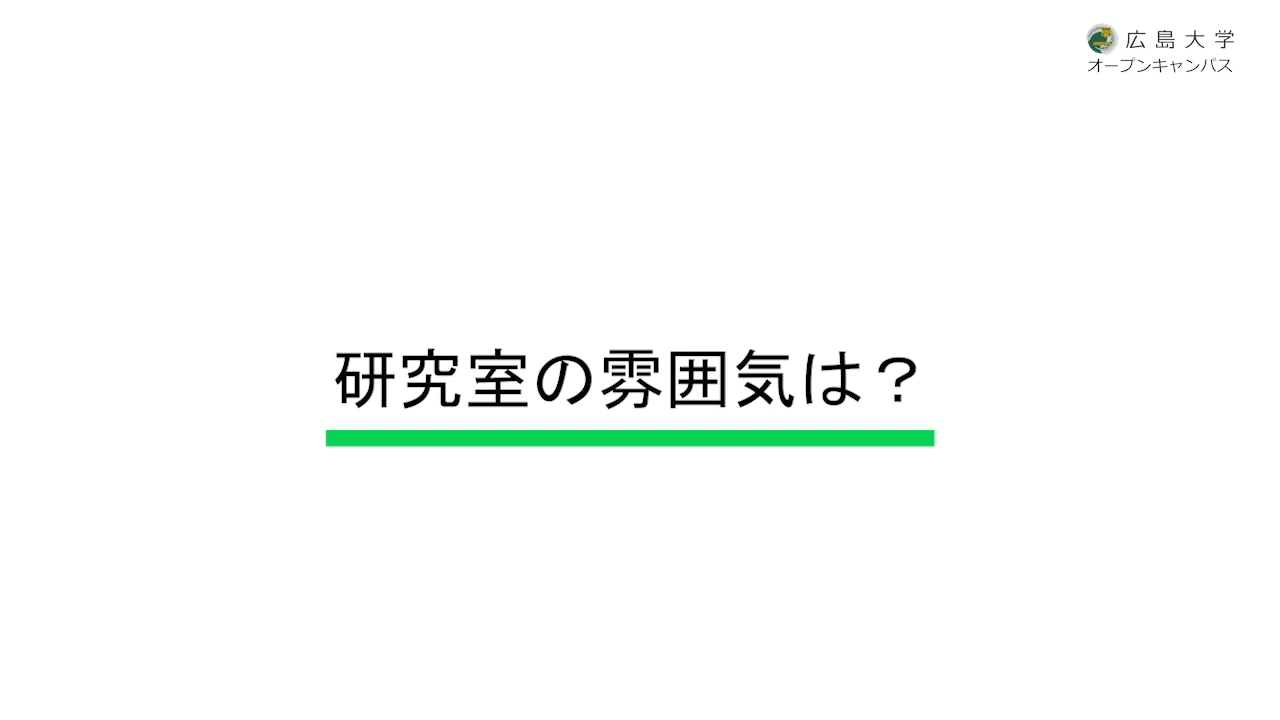 広島大学
オープンキャンパス
研究室の雰囲気は？